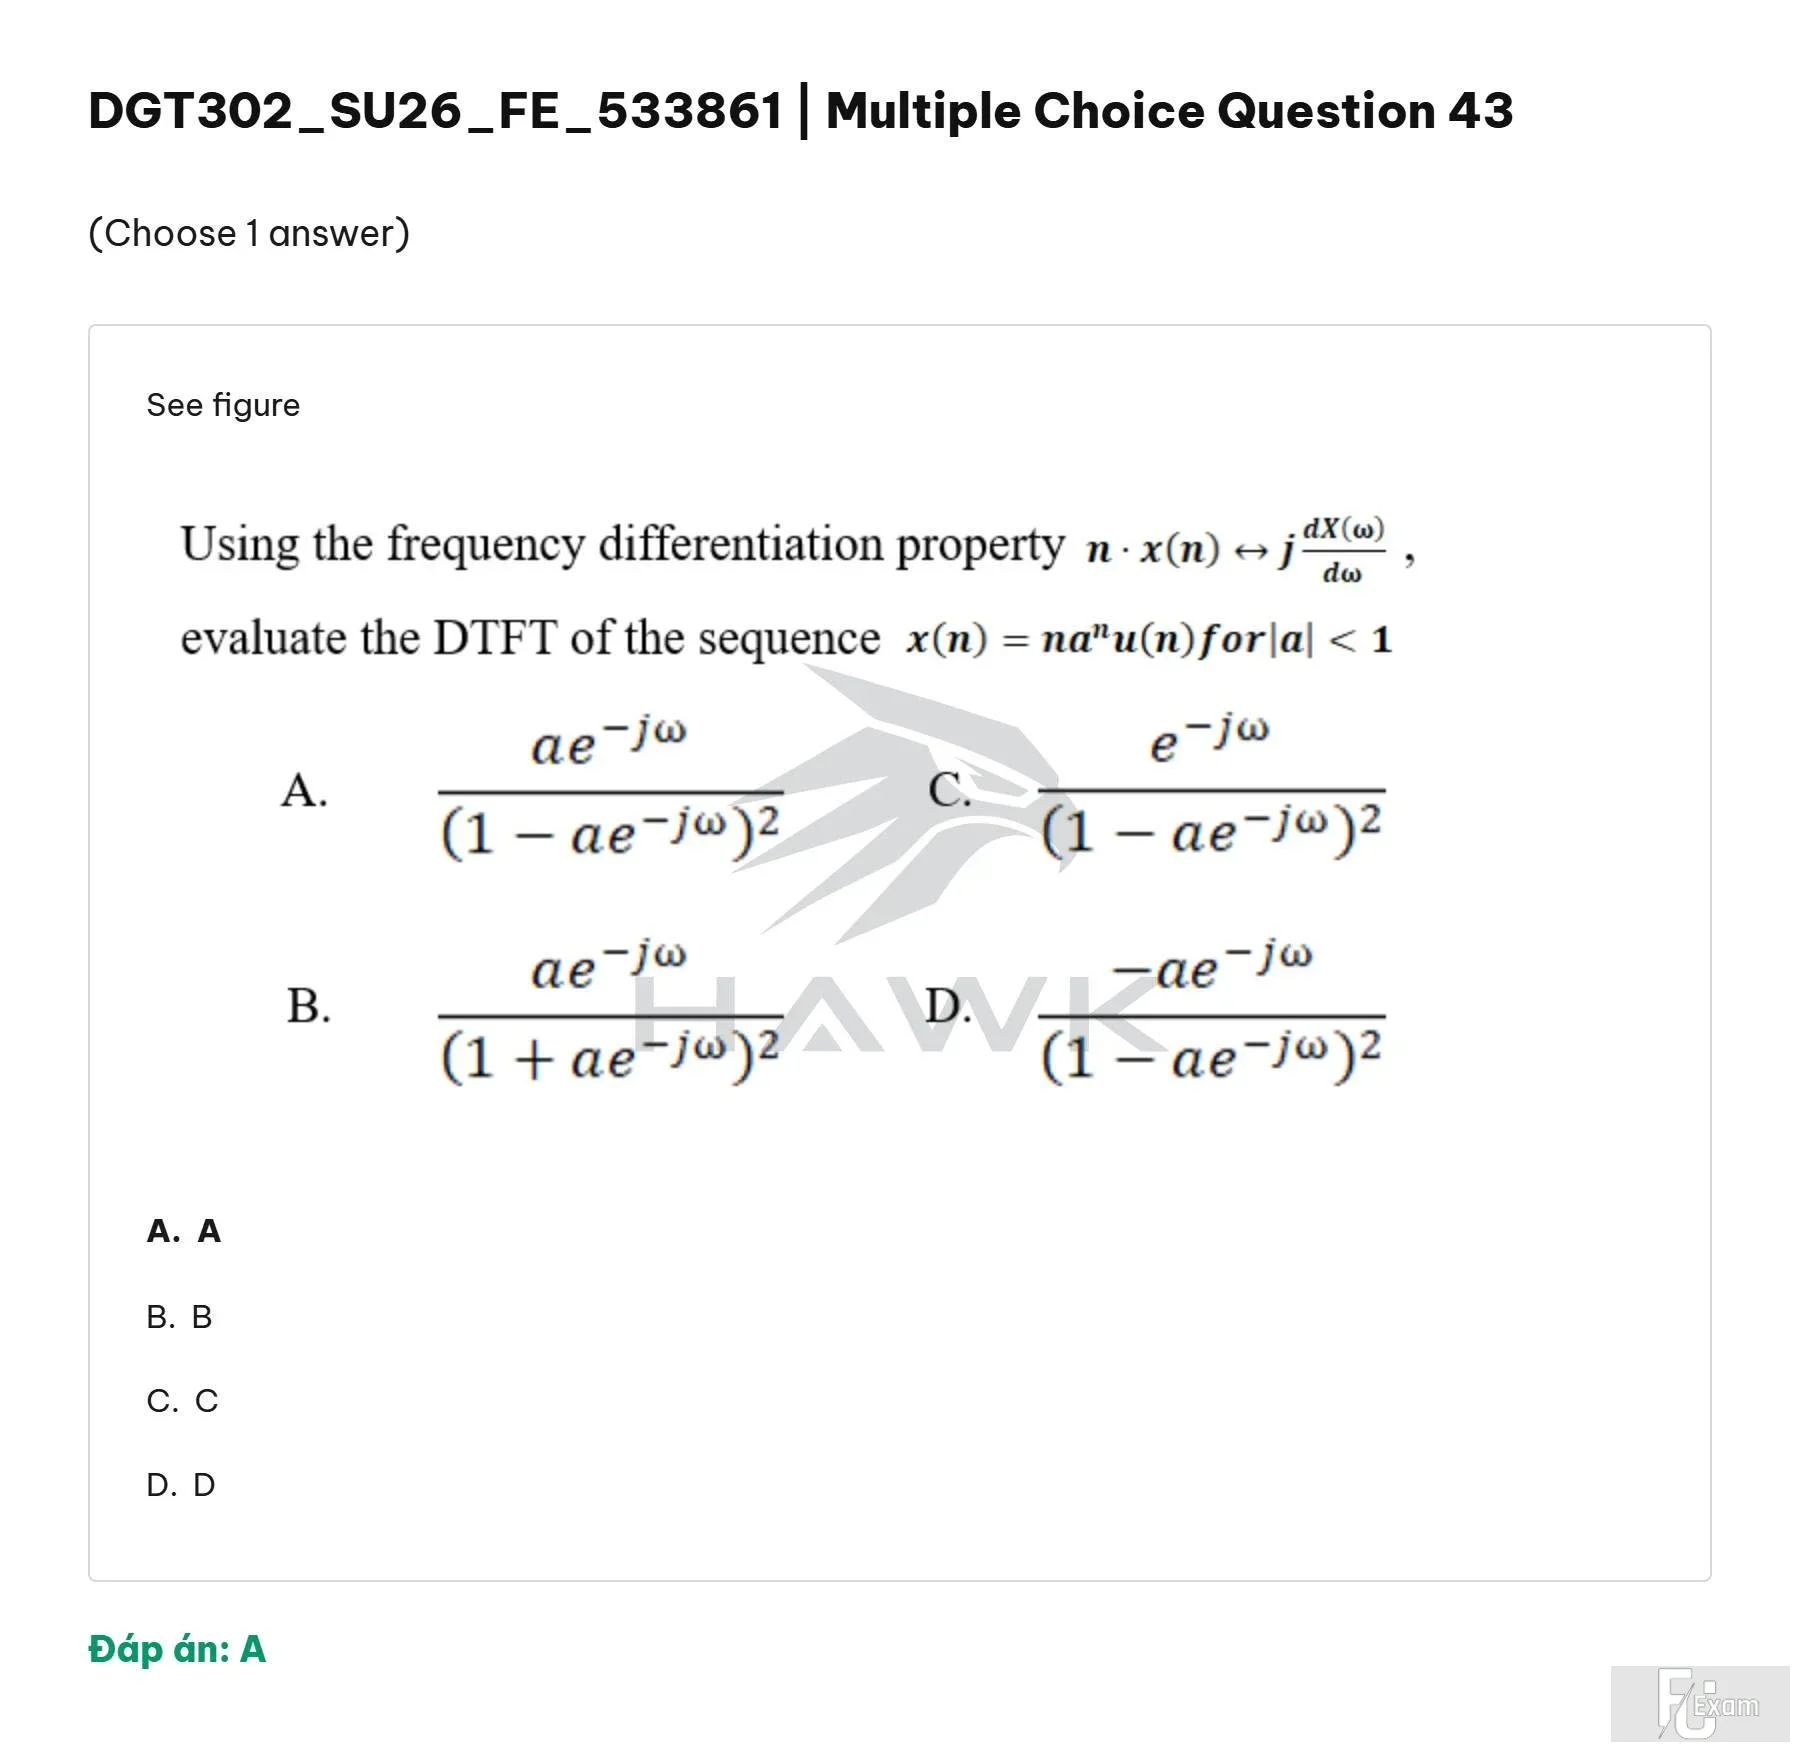 DGT302_SU26_FE_533861 | Multiple Choice Question 43
(Choose 1 answer)
See figure
Using the frequency differentiation property n · x(n) ↔ j dX(ω)/dω ,
evaluate the DTFT of the sequence x(n) = naⁿu(n)for|a| < 1
A. ae^−jω / (1 − ae^−jω)²
C. e^−jω / (1 − ae^−jω)²
B. ae^−jω / (1 + ae^−jω)²
D. −ae^−jω / (1 − ae^−jω)²
HAWK
A. A
B. B
C. C
D. D
Đáp án: A
FU Exam